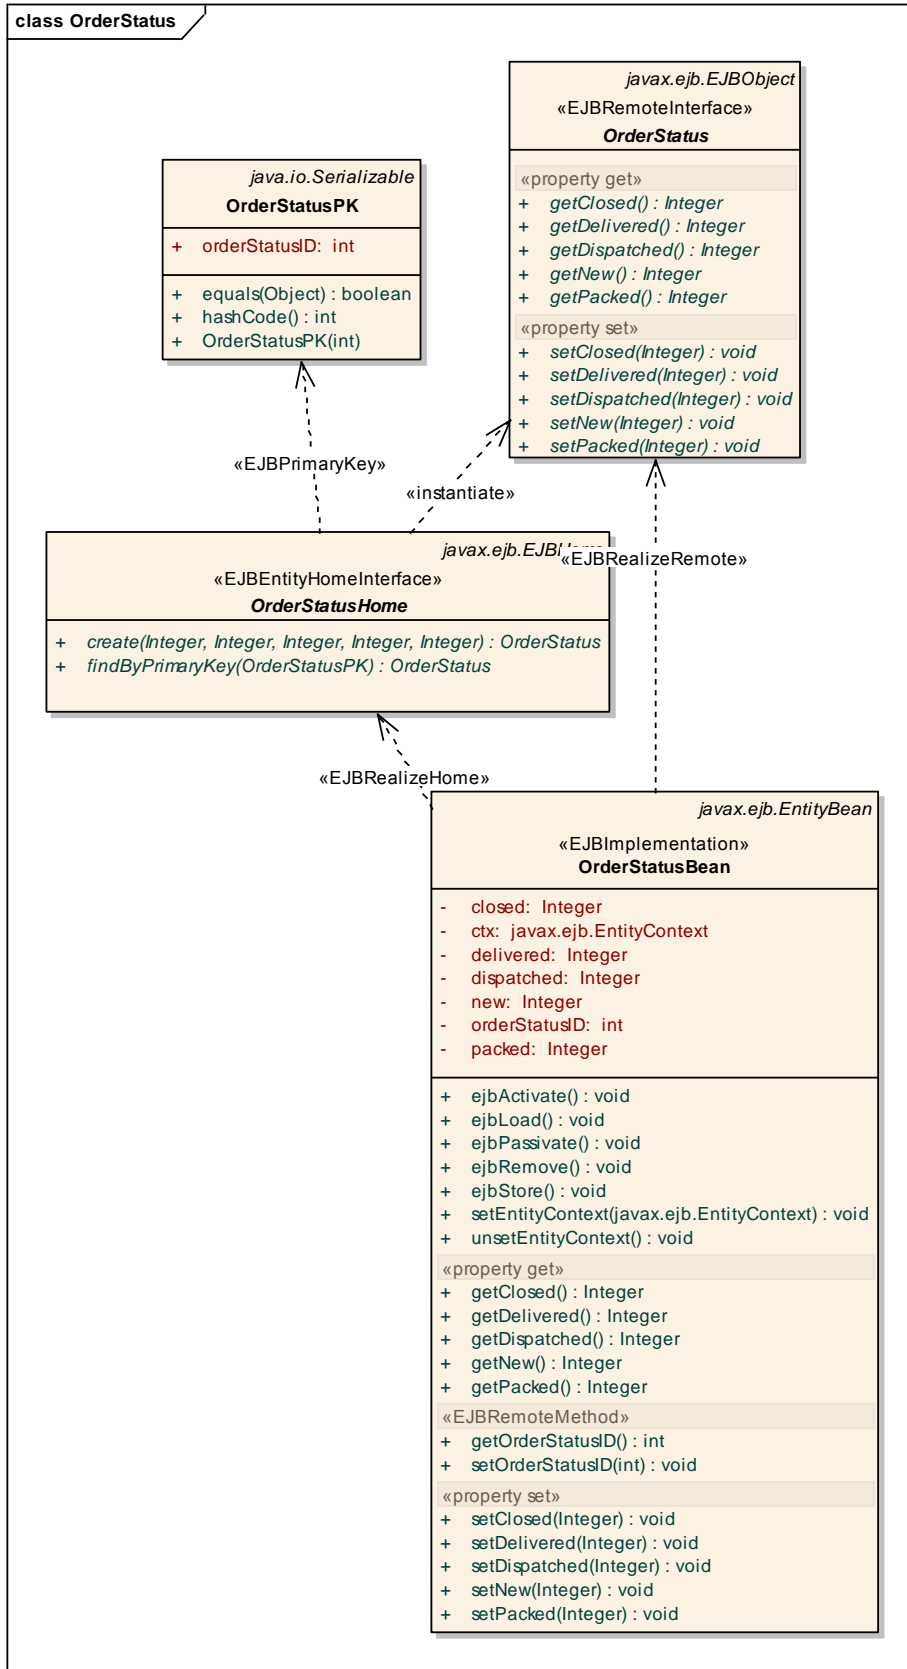 class OrderStatus
javax.ejb.EJBObject
«EJBRemoteInterface»
OrderStatus
«property get»
+ getClosed() : Integer
+ getDelivered() : Integer
+ getDispatched() : Integer
+ getNew() : Integer
+ getPacked() : Integer
«property set»
+ setClosed(Integer) : void
+ setDelivered(Integer) : void
+ setDispatched(Integer) : void
+ setNew(Integer) : void
+ setPacked(Integer) : void
java.io.Serializable
OrderStatusPK
+ orderStatusID: int
+ equals(Object) : boolean
+ hashCode() : int
+ OrderStatusPK(int)
«EJBPrimaryKey»
«instantiate»
«EJBRealizeRemote»
«EJBEntityHomeInterface»
OrderStatusHome
+ create(Integer, Integer, Integer, Integer, Integer) : OrderStatus
+ findByPrimaryKey(OrderStatusPK) : OrderStatus
«EJBRealizeHome»
javax.ejb.EntityBean
«EJBImplementation»
OrderStatusBean
- closed: Integer
- ctx: javax.ejb.EntityContext
- delivered: Integer
- dispatched: Integer
- new: Integer
- orderStatusID: int
- packed: Integer
+ ejbActivate() : void
+ ejbLoad() : void
+ ejbPassivate() : void
+ ejbRemove() : void
+ ejbStore() : void
+ setEntityContext(javax.ejb.EntityContext) : void
+ unsetEntityContext() : void
«property get»
+ getClosed() : Integer
+ getDelivered() : Integer
+ getDispatched() : Integer
+ getNew() : Integer
+ getPacked() : Integer
«EJBRemoteMethod»
+ getOrderStatusID() : int
+ setOrderStatusID(int) : void
«property set»
+ setClosed(Integer) : void
+ setDelivered(Integer) : void
+ setDispatched(Integer) : void
+ setNew(Integer) : void
+ setPacked(Integer) : void